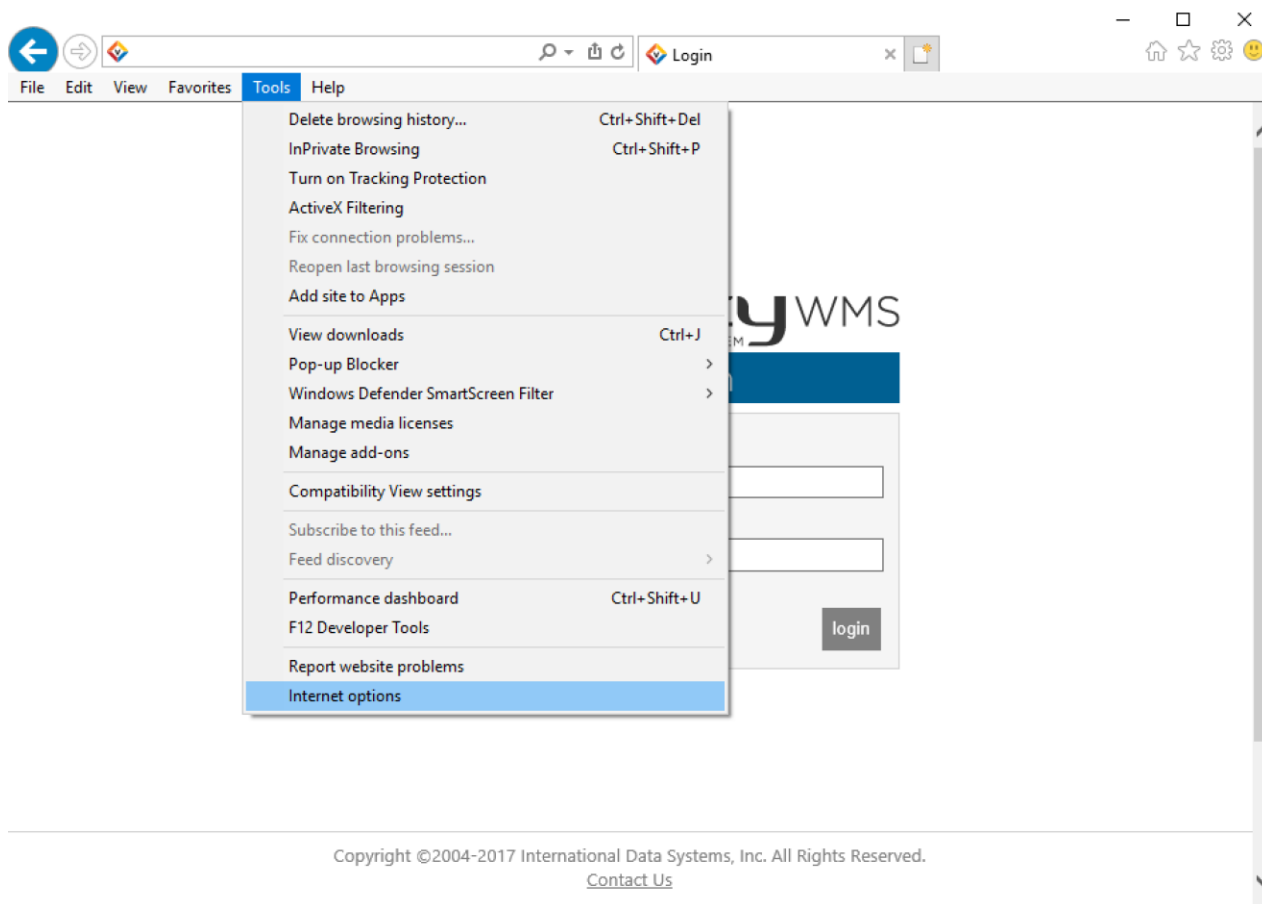 Login
File Edit View Favorites Tools Help
Delete browsing history... Ctrl+Shift+Del
InPrivate Browsing Ctrl+Shift+P
Turn on Tracking Protection
ActiveX Filtering
Fix connection problems...
Reopen last browsing session
Add site to Apps
WMS
View downloads Ctrl+J
Pop-up Blocker
Windows Defender SmartScreen Filter
Manage media licenses
Manage add-ons
Compatibility View settings
Subscribe to this feed...
Feed discovery
Performance dashboard Ctrl+Shift+U
F12 Developer Tools
login
Report website problems
Internet options
Copyright ©2004-2017 International Data Systems, Inc. All Rights Reserved.
Contact Us